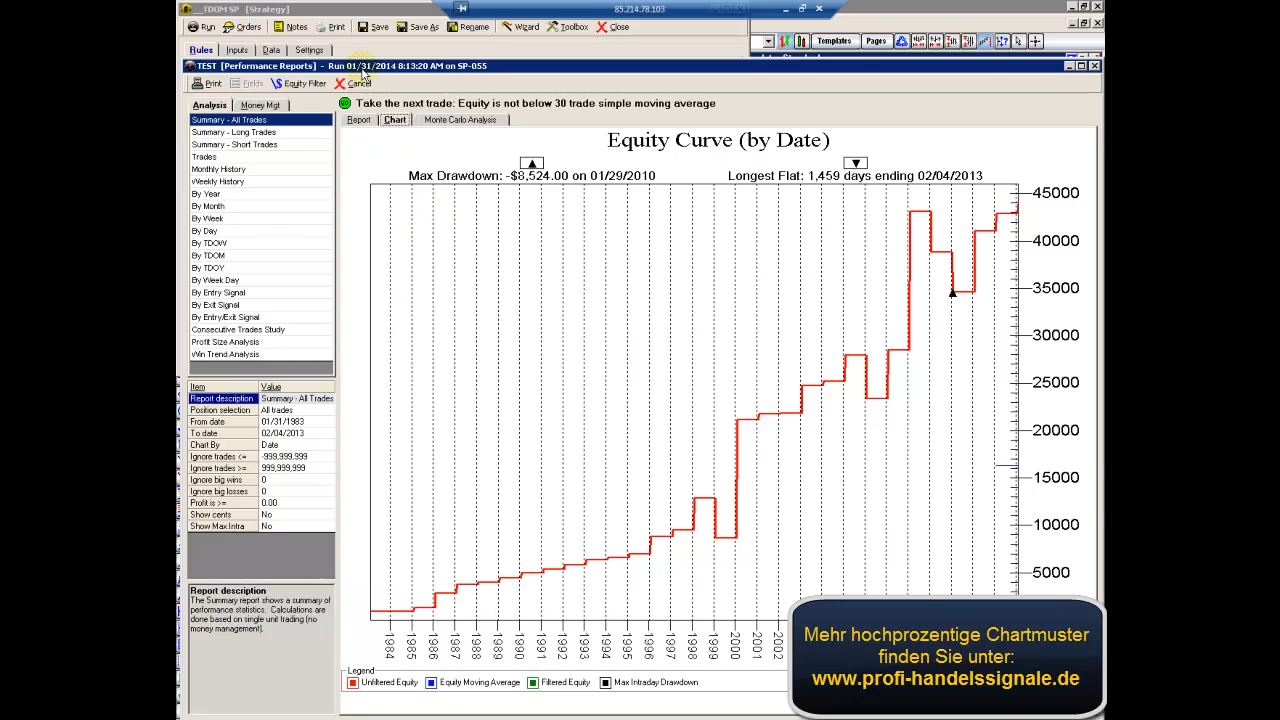 __TDOM SP [Strategy]
85.214.78.103
Run Orders Notes Print Save Save As Rename Wizard Toolbox Close
Templates Pages
Rules Inputs Data Settings
TEST [Performance Reports] - Run 01/31/2014 8:13:20 AM on SP-055
Print Fields Equity Filter Cancel
Analysis Money Mgt
GO Take the next trade: Equity is not below 30 trade simple moving average
Report Chart Monte Carlo Analysis
Summary - All Trades
Summary - Long Trades
Summary - Short Trades
Trades
Monthly History
Weekly History
By Year
By Month
By Week
By Day
By TDOW
By TDOM
By TDOY
By Week Day
By Entry Signal
By Exit Signal
By Entry/Exit Signal
Consecutive Trades Study
Profit Size Analysis
Win Trend Analysis
Item Value
Report description Summary - All Trades
Position selection All trades
From date 01/31/1983
To date 02/04/2013
Chart By Date
Ignore trades <= -999,999,999
Ignore trades >= 999,999,999
Ignore big wins 0
Ignore big losses 0
Profit is >= 0.00
Show cents No
Show Max Intra No
Report description
The Summary report shows a summary of
performance statistics. Calculations are
done based on single unit trading (no
money management).
Equity Curve (by Date)
Max Drawdown: -$8,524.00 on 01/29/2010 Longest Flat: 1,459 days ending 02/04/2013
45000
40000
35000
30000
25000
20000
15000
10000
5000
1984 1985 1986 1987 1988 1989 1990 1991 1992 1993 1994 1995 1996 1997 1998 1999 2000 2001 2002
Legend
Unfiltered Equity Equity Moving Average Filtered Equity Max Intraday Drawdown
Mehr hochprozentige Chartmuster
finden Sie unter:
www.profi-handelssignale.de